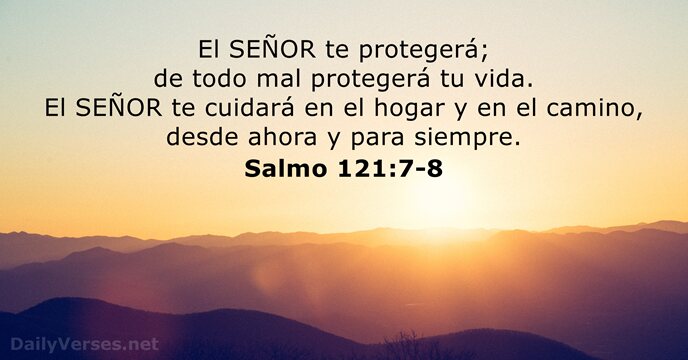 El SEÑOR te protegerá;
de todo mal protegerá tu vida.
El SEÑOR te cuidará en el hogar y en el camino,
desde ahora y para siempre.
Salmo 121:7-8
DailyVerses.net